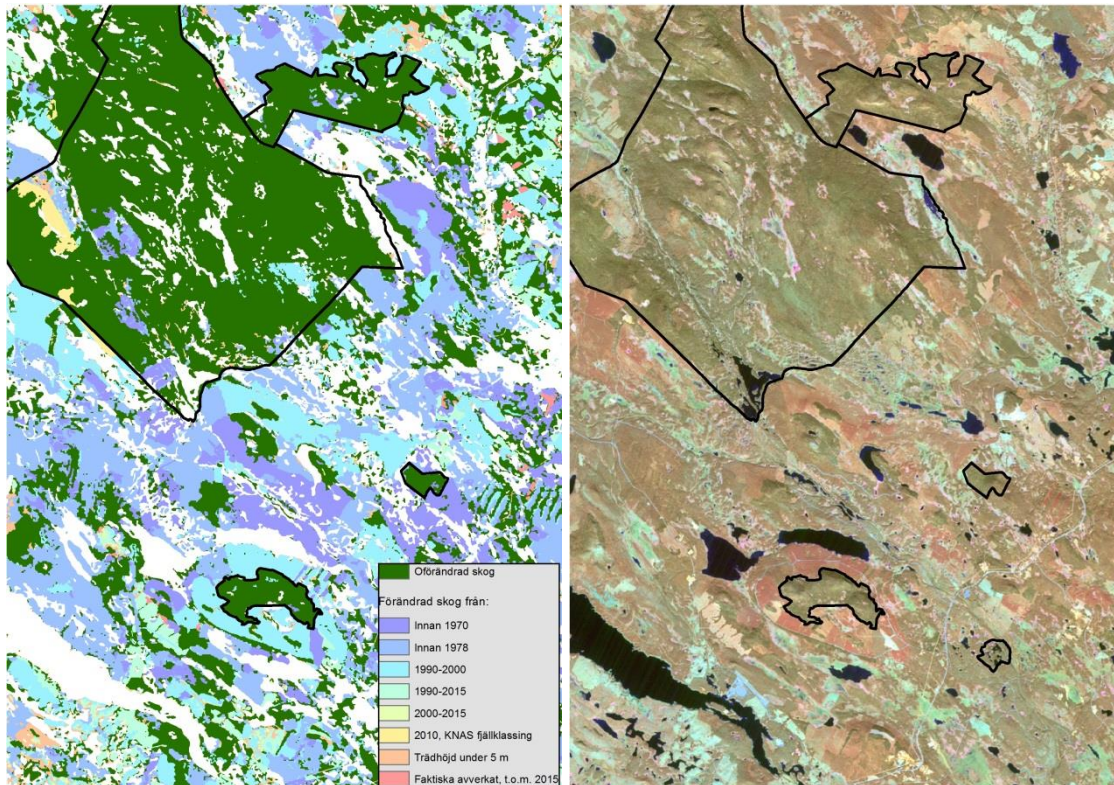 Oförändrad skog
Förändrad skog från:
Innan 1970
Innan 1978
1990-2000
1990-2015
2000-2015
2010, KNAS fjällklassing
Trädhöjd under 5 m
Faktiska avverkat, t.o.m. 2015